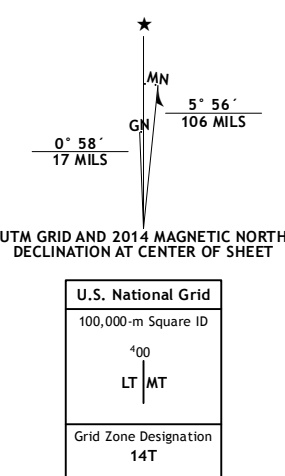 ★
MN
5° 56´
106 MILS
GN
0° 58´
17 MILS
UTM GRID AND 2014 MAGNETIC NORTH
DECLINATION AT CENTER OF SHEET
U.S. National Grid
100,000-m Square ID
⁴00
LT MT
Grid Zone Designation
14T